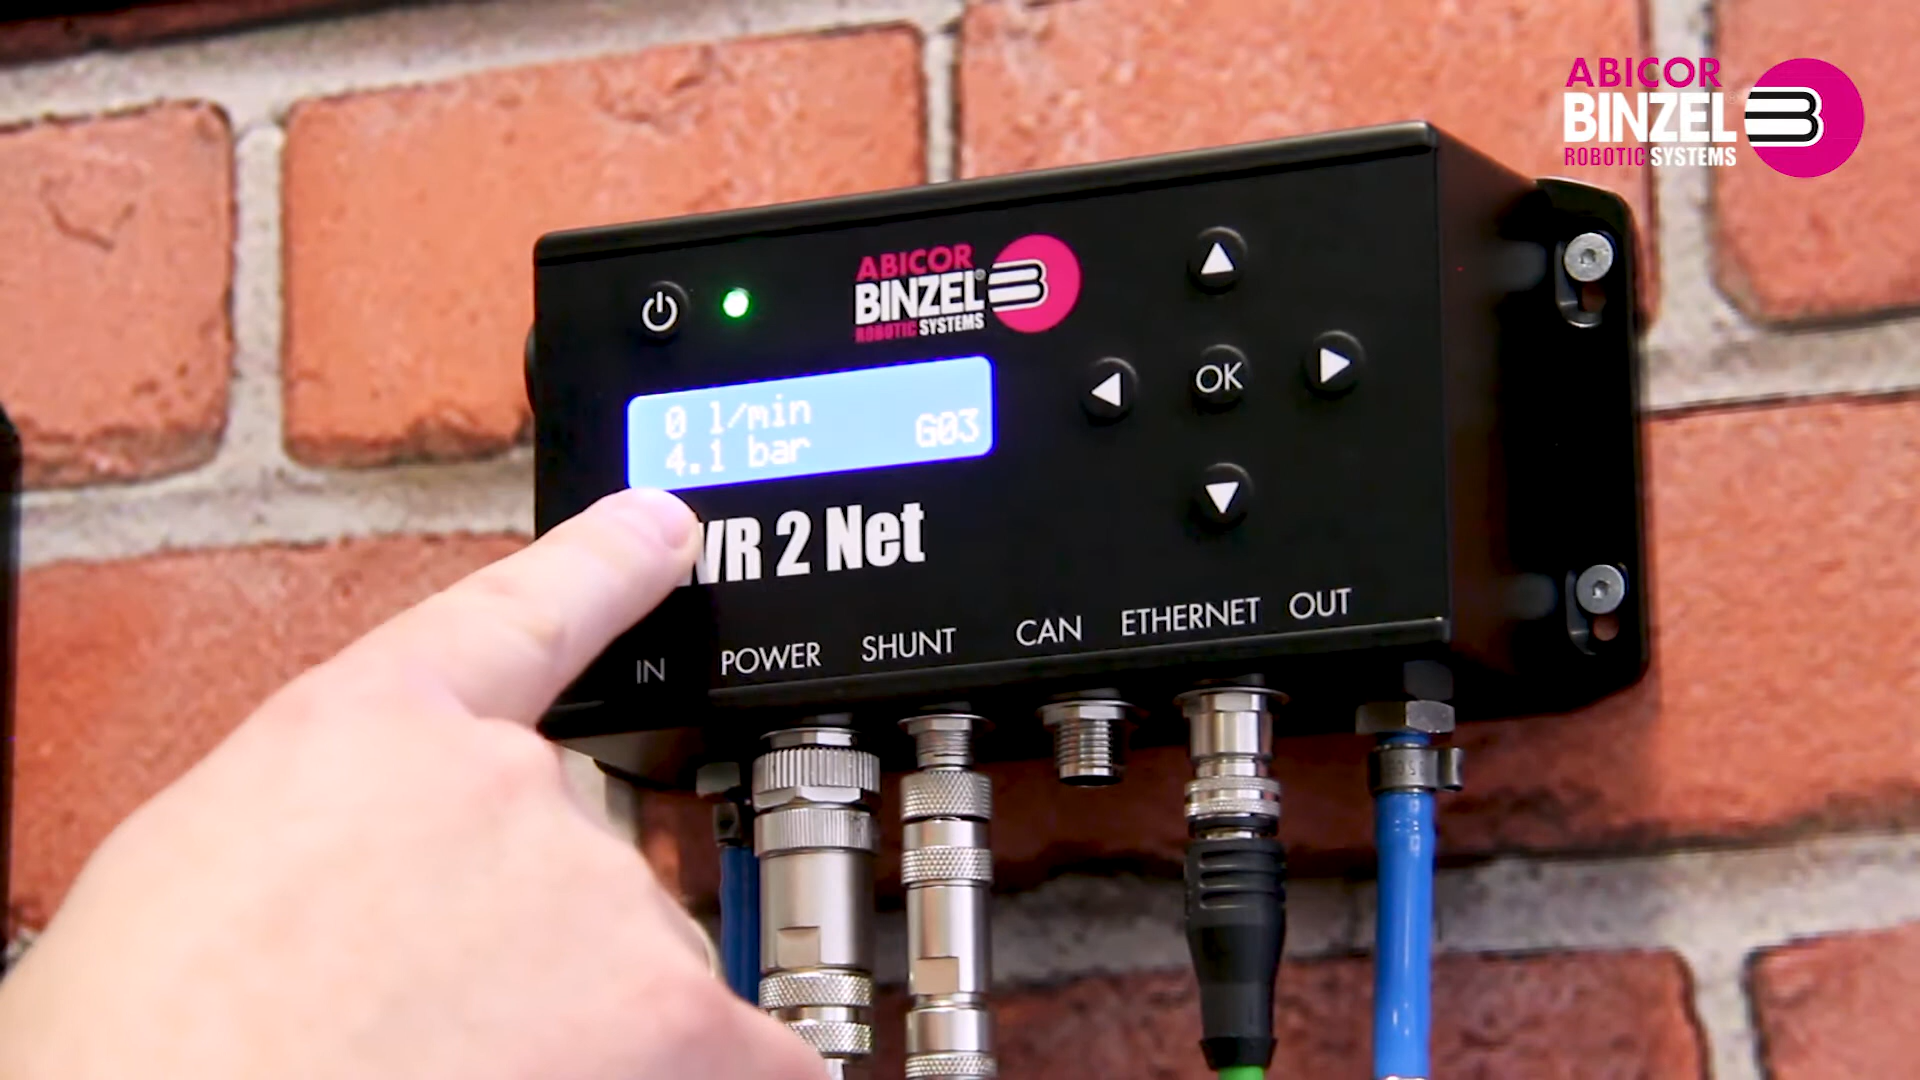 ABICOR
BINZEL
ROBOTIC SYSTEMS
ABICOR
BINZEL®
ROBOTIC SYSTEMS
0 l/min
4.1 bar
G03
OK
WR 2 Net
IN
POWER
SHUNT
CAN
ETHERNET
OUT